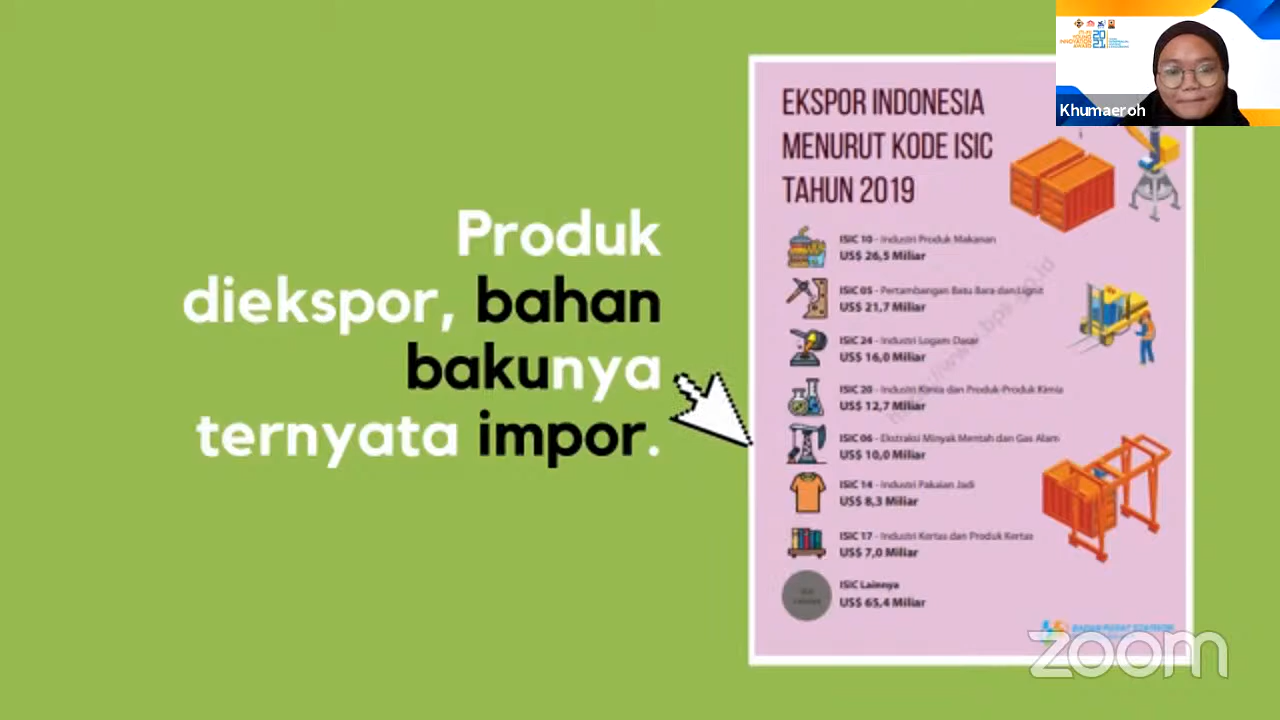 Produk
diekspor, bahan
bakunya
ternyata impor.
EKSPOR INDONESIA
MENURUT KODE ISIC
TAHUN 2019
ISIC 10 - Industri Produk Makanan
US$ 26,5 Miliar
ISIC 05 - Pertambangan Batu Bara dan Lignit
US$ 21,7 Miliar
ISIC 24 - Industri Logam Dasar
US$ 16,0 Miliar
ISIC 20 - Industri Kimia dan Produk-Produk Kimia
US$ 12,7 Miliar
ISIC 06 - Ekstraksi Minyak Mentah dan Gas Alam
US$ 10,0 Miliar
ISIC 14 - Industri Pakaian Jadi
US$ 8,3 Miliar
ISIC 17 - Industri Kertas dan Produk Kertas
US$ 7,0 Miliar
ISIC Lainnya
US$ 65,4 Miliar
BADAN PUSAT STATISTIK
zoom
Khumaeroh
2021